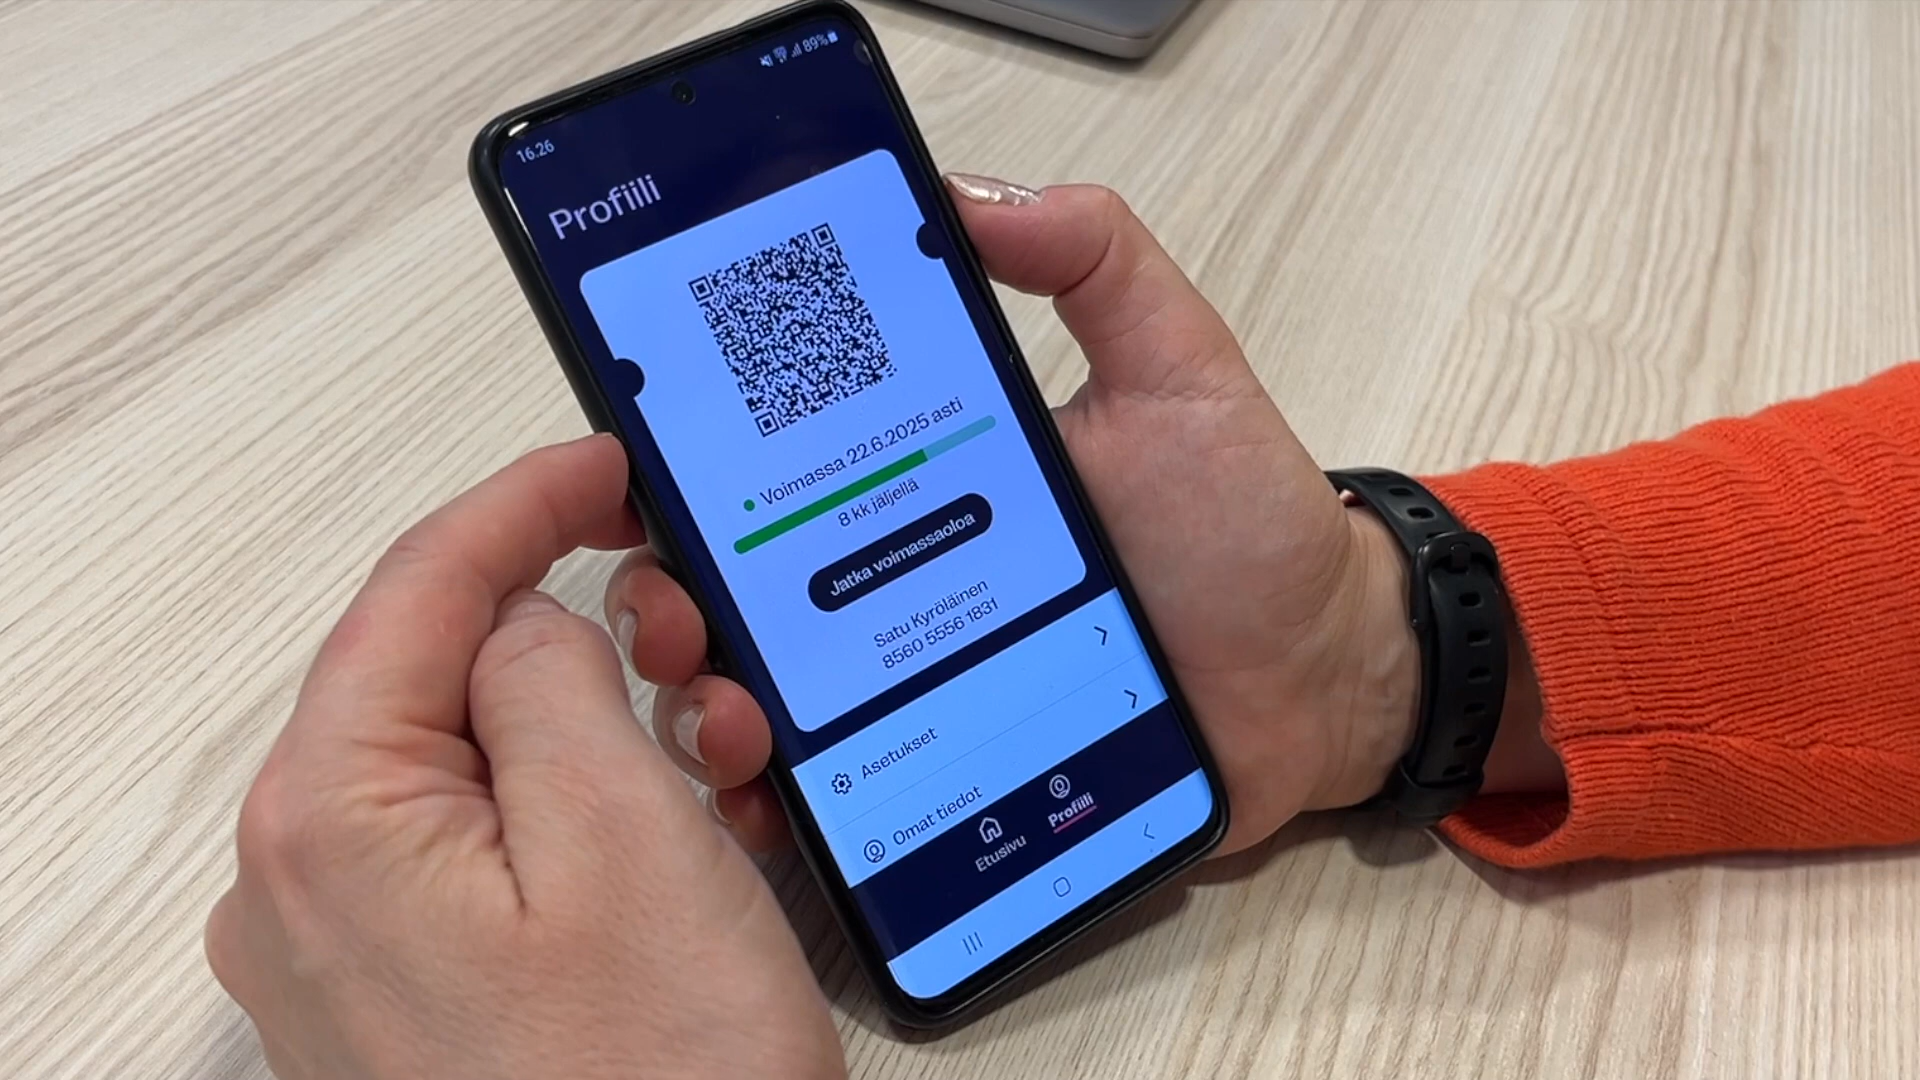 89%
16.26
Profiili
Voimassa 22.6.2025 asti
8 kk jäljellä
Jatka voimassaoloa
Satu Kyröläinen
8560 5556 1831
Asetukset
Omat tiedot
Etusivu
Profiili